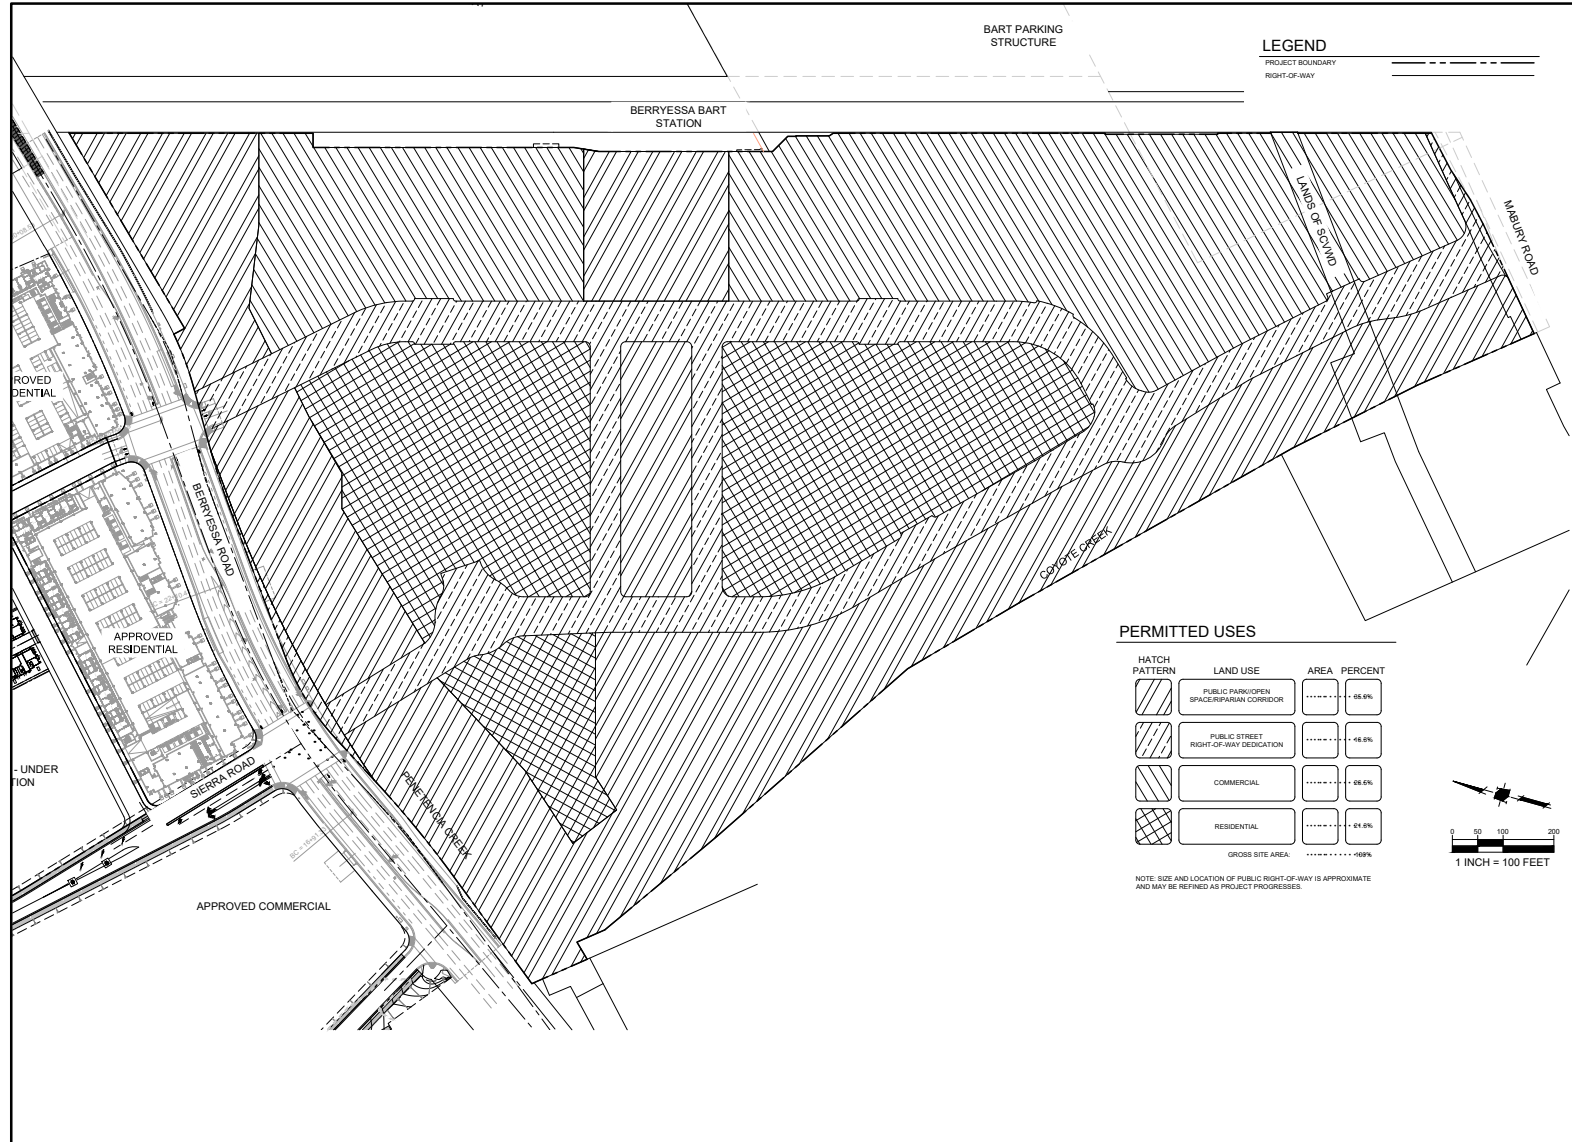 BART PARKING
STRUCTURE
LEGEND
PROJECT BOUNDARY
RIGHT-OF-WAY
BERRYESSA BART
STATION
LANDS OF SCVWD
MABURY ROAD
ROVED
DENTIAL
BERRYESSA ROAD
COYOTE CREEK
APPROVED
RESIDENTIAL
- UNDER
TION
SIERRA ROAD
PENETENCIA CREEK
APPROVED COMMERCIAL
PERMITTED USES
HATCH
PATTERN
LAND USE
AREA
PERCENT
PUBLIC PARK//OPEN
SPACE/RIPARIAN CORRIDOR
PUBLIC STREET
RIGHT-OF-WAY DEDICATION
COMMERCIAL
RESIDENTIAL
GROSS SITE AREA:
100%
NOTE: SIZE AND LOCATION OF PUBLIC RIGHT-OF-WAY IS APPROXIMATE
AND MAY BE REFINED AS PROJECT PROGRESSES.
0 50 100 200
1 INCH = 100 FEET